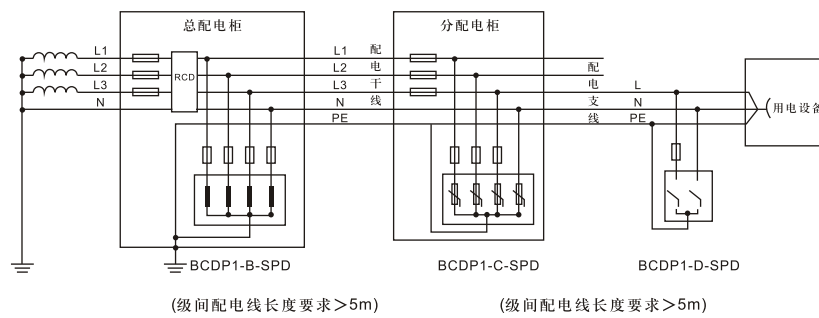 总配电柜
分配电柜
L1
L2
L3
N
RCD
L1
L2
L3
N
PE
配电干线
配电支线
L
N
PE
用电设备
BCDP1-B-SPD
BCDP1-C-SPD
BCDP1-D-SPD
(级间配电线长度要求＞5m)
(级间配电线长度要求＞5m)